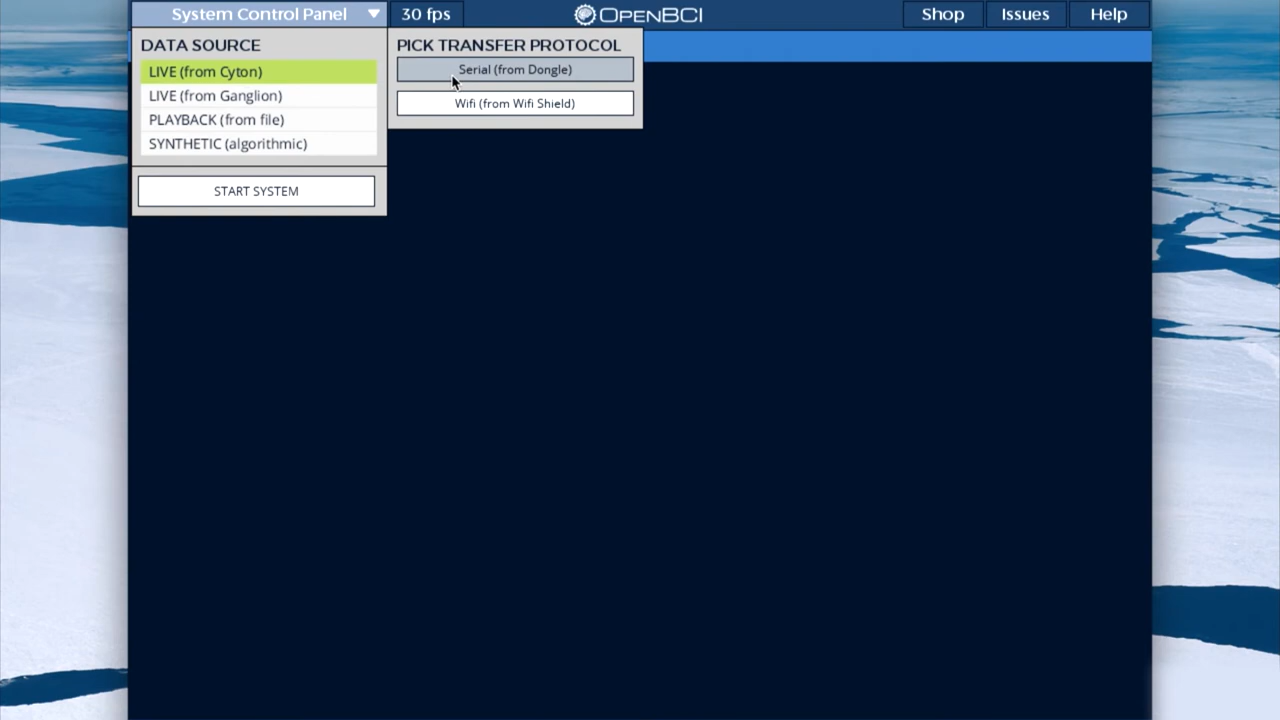 System Control Panel
30 fps
OpenBCI
Shop
Issues
Help
DATA SOURCE
LIVE (from Cyton)
LIVE (from Ganglion)
PLAYBACK (from file)
SYNTHETIC (algorithmic)
START SYSTEM
PICK TRANSFER PROTOCOL
Serial (from Dongle)
Wifi (from Wifi Shield)